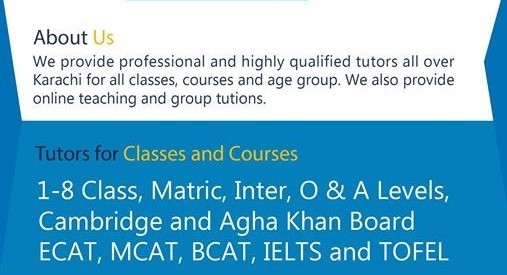 About Us
We provide professional and highly qualified tutors all over
Karachi for all classes, courses and age group. We also provide
online teaching and group tutions.
Tutors for Classes and Courses
1-8 Class, Matric, Inter, O & A Levels,
Cambridge and Agha Khan Board
ECAT, MCAT, BCAT, IELTS and TOFEL